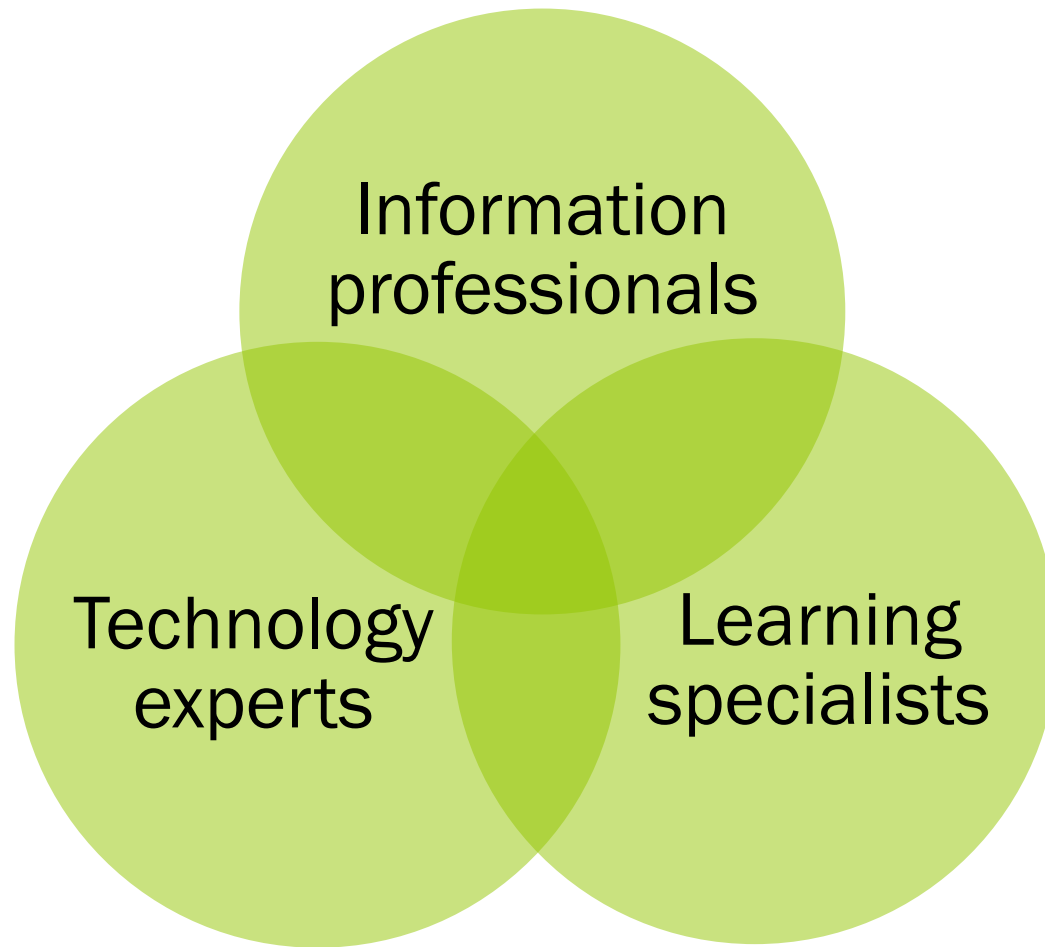 Information
professionals
Technology
experts
Learning
specialists